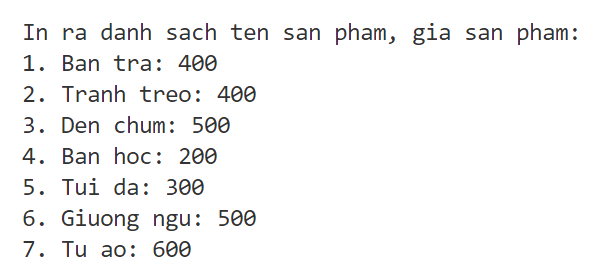 In ra danh sach ten san pham, gia san pham:
1. Ban tra: 400
2. Tranh treo: 400
3. Den chum: 500
4. Ban hoc: 200
5. Tui da: 300
6. Giuong ngu: 500
7. Tu ao: 600